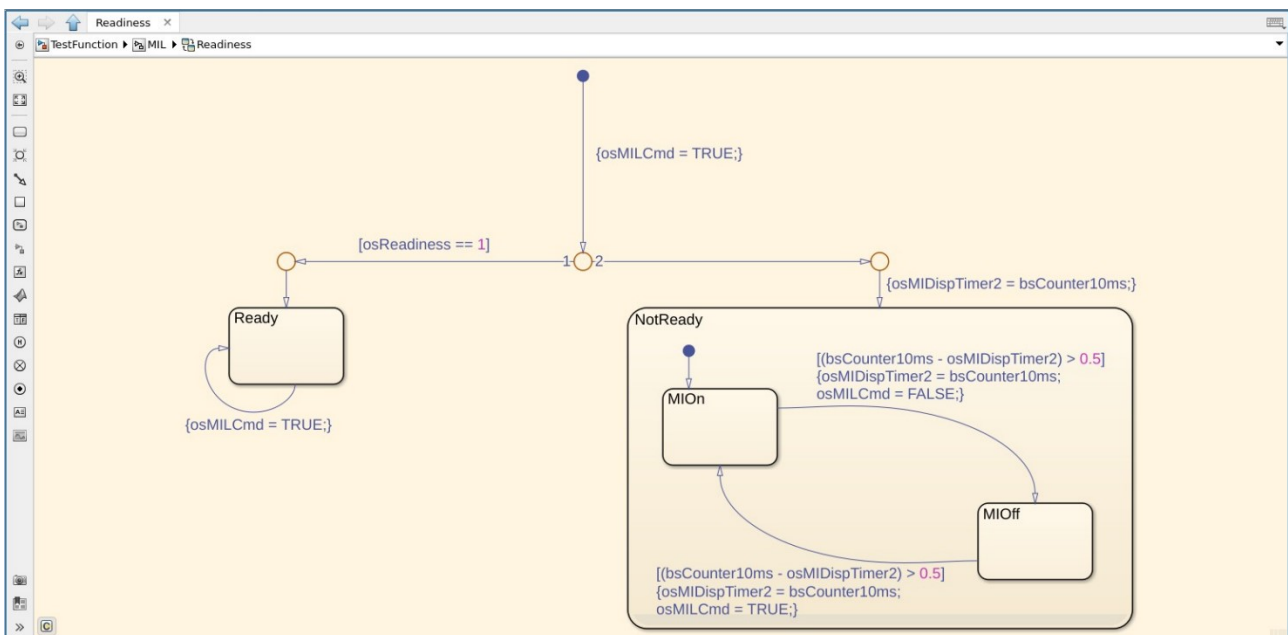 Readiness ×
TestFunction ▸ MIL ▸ Readiness
{osMILCmd = TRUE;}
[osReadiness == 1]
1
2
{osMIDispTimer2 = bsCounter10ms;}
Ready
{osMILCmd = TRUE;}
NotReady
MIOn
[(bsCounter10ms - osMIDispTimer2) > 0.5]
{osMIDispTimer2 = bsCounter10ms;
osMILCmd = FALSE;}
MIOff
[(bsCounter10ms - osMIDispTimer2) > 0.5]
{osMIDispTimer2 = bsCounter10ms;
osMILCmd = TRUE;}
C